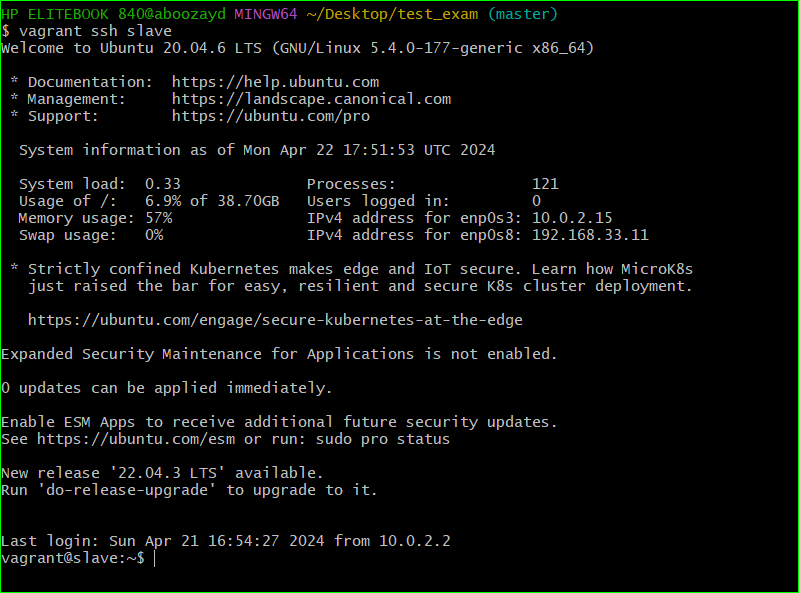 HP ELITEBOOK 840@aboozayd MINGW64 ~/Desktop/test_exam (master)
$ vagrant ssh slave
Welcome to Ubuntu 20.04.6 LTS (GNU/Linux 5.4.0-177-generic x86_64)
* Documentation: https://help.ubuntu.com
* Management: https://landscape.canonical.com
* Support: https://ubuntu.com/pro
System information as of Mon Apr 22 17:51:53 UTC 2024
System load: 0.33 Processes: 121
Usage of /: 6.9% of 38.70GB Users logged in: 0
Memory usage: 57% IPv4 address for enp0s3: 10.0.2.15
Swap usage: 0% IPv4 address for enp0s8: 192.168.33.11
* Strictly confined Kubernetes makes edge and IoT secure. Learn how MicroK8s
just raised the bar for easy, resilient and secure K8s cluster deployment.
https://ubuntu.com/engage/secure-kubernetes-at-the-edge
Expanded Security Maintenance for Applications is not enabled.
0 updates can be applied immediately.
Enable ESM Apps to receive additional future security updates.
See https://ubuntu.com/esm or run: sudo pro status
New release '22.04.3 LTS' available.
Run 'do-release-upgrade' to upgrade to it.
Last login: Sun Apr 21 16:54:27 2024 from 10.0.2.2
vagrant@slave:~$